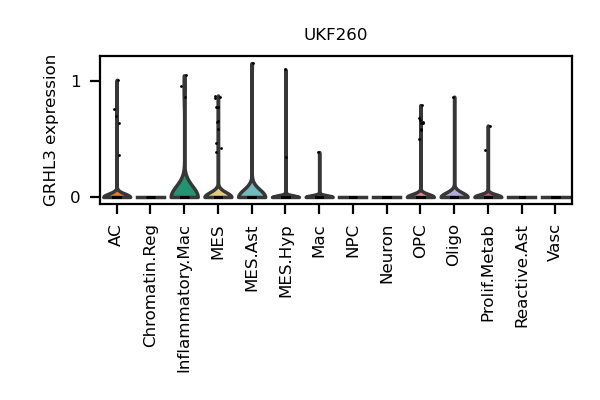 UKF260
GRHL3 expression
1
0
AC
Chromatin.Reg
Inflammatory.Mac
MES
MES.Ast
MES.Hyp
Mac
NPC
Neuron
OPC
Oligo
Prolif.Metab
Reactive.Ast
Vasc